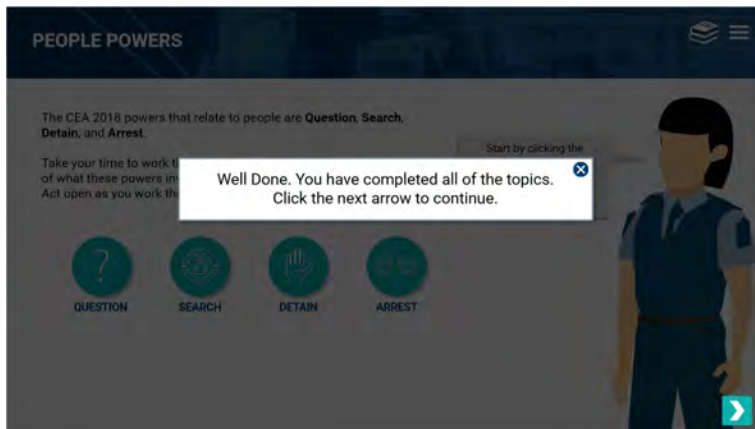 PEOPLE POWERS
The CEA 2018 powers that relate to people are Question, Search,
Detain, and Arrest.
Take your time to work t
of what these powers in
Act open as you work th
Start by clicking the
Well Done. You have completed all of the topics.
Click the next arrow to continue.
QUESTION
SEARCH
DETAIN
ARREST